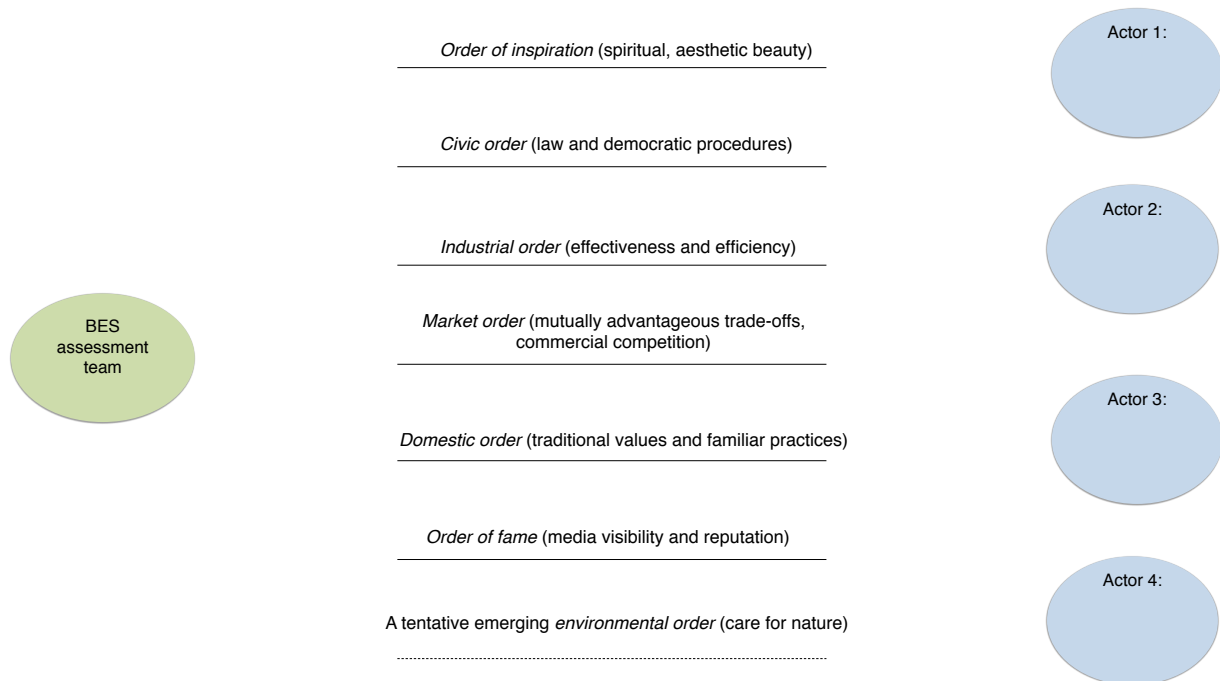 Order of inspiration (spiritual, aesthetic beauty)
Civic order (law and democratic procedures)
Industrial order (effectiveness and efficiency)
Market order (mutually advantageous trade-offs,
commercial competition)
Domestic order (traditional values and familiar practices)
Order of fame (media visibility and reputation)
A tentative emerging environmental order (care for nature)
BES
assessment
team
Actor 1:
Actor 2:
Actor 3:
Actor 4: